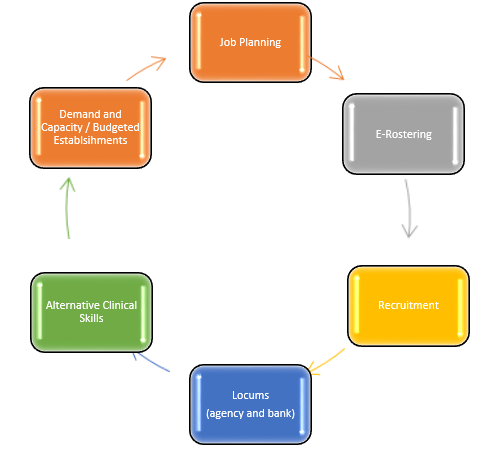 Job Planning
E-Rostering
Recruitment
Locums
(agency and bank)
Alternative Clinical
Skills
Demand and
Capacity / Budgeted
Establsihments